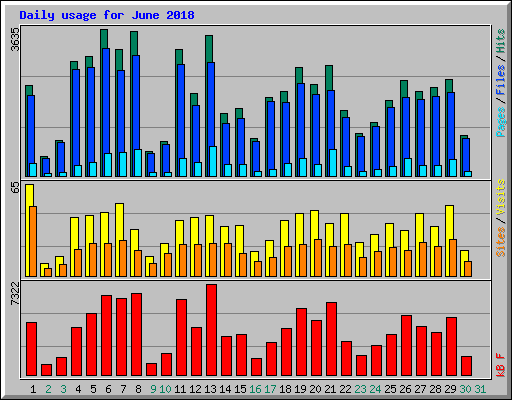 Daily usage for June 2018
3635
Pages / Files / Hits
65
Sites / Visits
7322
kB F
1 2 3 4 5 6 7 8 9 10 11 12 13 14 15 16 17 18 19 20 21 22 23 24 25 26 27 28 29 30 31